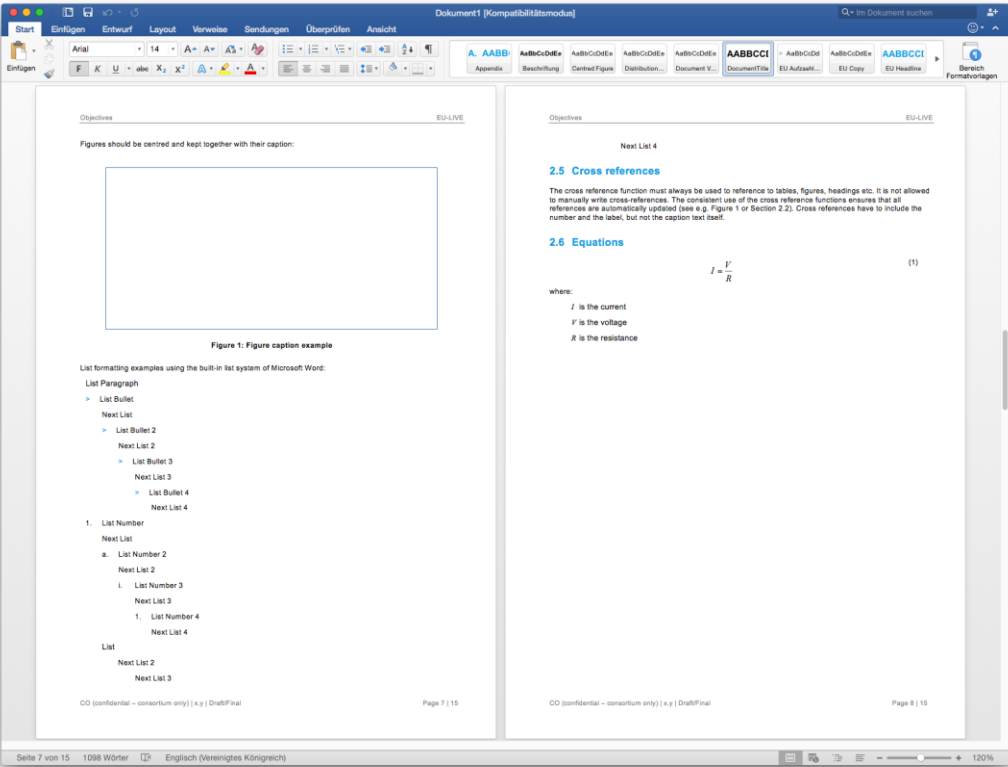 Dokument1 [Kompatibilitätsmodus]
Im Dokument suchen
Start Einfügen Entwurf Layout Verweise Sendungen Überprüfen Ansicht
Einfügen
Arial 14
F K U abc X₂ X²
A. AABB( AaBbCcDdEe AaBbCcDdEe AaBbCcDdEe AaBbCcDdEe AABBCCI AaBbCcDd AaBbCcDdEe AABBCCI
Appendix Beschriftung Centred Figure Distribution... Document V... DocumentTitle EU Aufzaehl... EU Copy EU Headline
Bereich
Formatvorlagen
Objectives EU-LIVE
Figures should be centred and kept together with their caption:
Figure 1: Figure caption example
List formatting examples using the built-in list system of Microsoft Word:
List Paragraph
> List Bullet
Next List
> List Bullet 2
Next List 2
> List Bullet 3
Next List 3
> List Bullet 4
Next List 4
1. List Number
Next List
a. List Number 2
Next List 2
i. List Number 3
Next List 3
1. List Number 4
Next List 4
List
Next List 2
Next List 3
CO (confidential – consortium only) | x.y | Draft/Final Page 7 | 15
Objectives EU-LIVE
Next List 4
2.5 Cross references
The cross reference function must always be used to reference to tables, figures, headings etc. It is not allowed
to manually write cross-references. The consistent use of the cross reference functions ensures that all
references are automatically updated (see e.g. Figure 1 or Section 2.2). Cross references have to include the
number and the label, but not the caption text itself.
2.6 Equations
I = V/R (1)
where:
I is the current
V is the voltage
R is the resistance
CO (confidential – consortium only) | x.y | Draft/Final Page 8 | 15
Seite 7 von 15 1098 Wörter Englisch (Vereinigtes Königreich) 120%